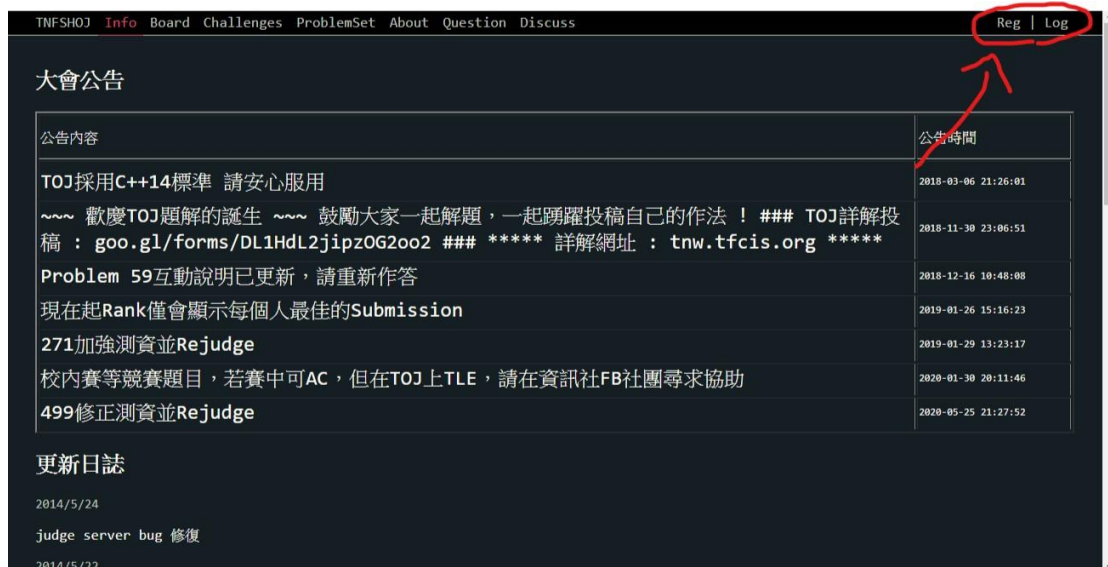 TNFSHOJ Info Board Challenges ProblemSet About Question Discuss Reg | Log
大會公告
公告內容 公告時間
TOJ採用C++14標準 請安心服用 2018-03-06 21:26:01
~~~ 歡慶TOJ題解的誕生 ~~~ 鼓勵大家一起解題，一起踴躍投稿自己的作法 ! ### TOJ詳解投
稿 : goo.gl/forms/DL1HdL2jipzOG2oo2 ### ***** 詳解網址 : tnw.tfcis.org ***** 2018-11-30 23:06:51
Problem 59互動說明已更新，請重新作答 2018-12-16 10:48:08
現在起Rank僅會顯示每個人最佳的Submission 2019-01-26 15:16:23
271加強測資並Rejudge 2019-01-29 13:23:17
校內賽等競賽題目，若賽中可AC，但在TOJ上TLE，請在資訊社FB社團尋求協助 2020-01-30 20:11:46
499修正測資並Rejudge 2020-05-25 21:27:52
更新日誌
2014/5/24
judge server bug 修復
2014/5/22